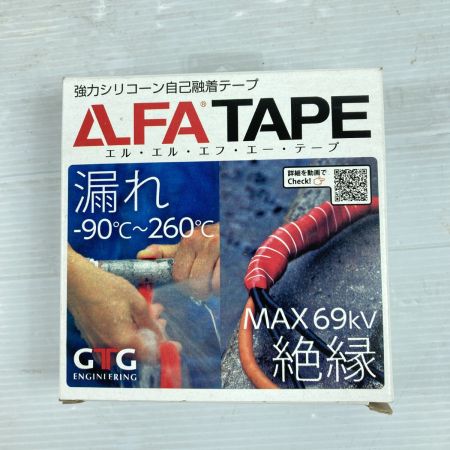 強力シリコーン自己融着テープ
LLFA® TAPE
エル・エル・エフ・エー・テープ
詳細を動画で
Check!
漏れ
-90℃~260℃
MAX 69kV
絶縁
GTG
ENGINEERING